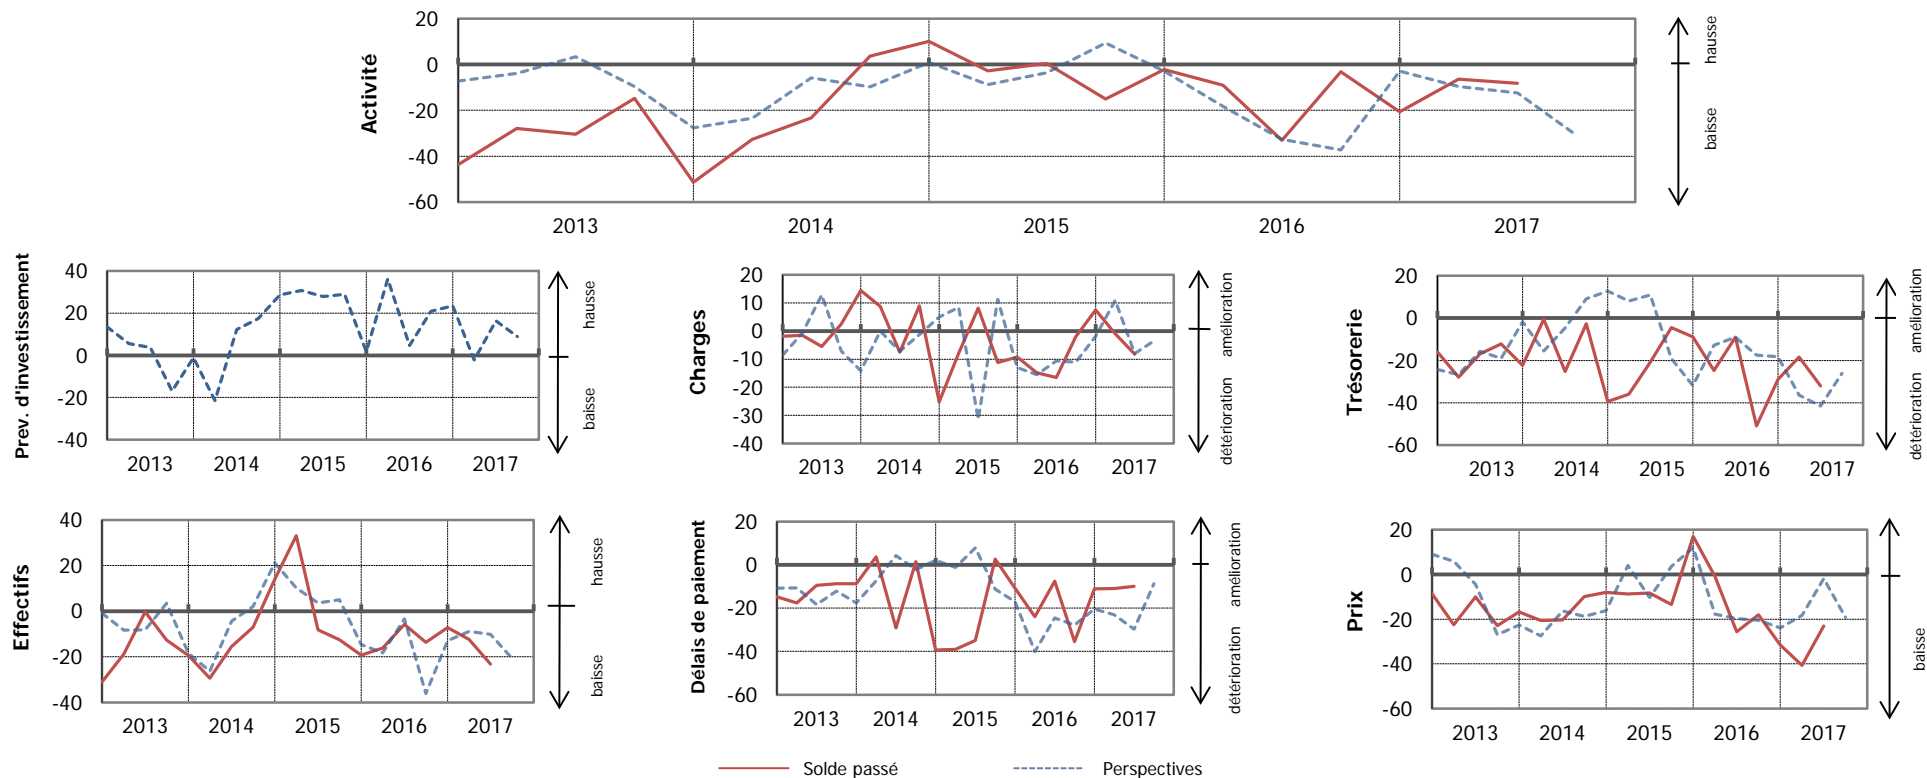 Activité
20
0
-20
-40
-60
2013 2014 2015 2016 2017
hausse
baisse
Prev. d'investissement
40
20
0
-20
-40
2013 2014 2015 2016 2017
hausse
baisse
Charges
20
10
0
-10
-20
-30
-40
2013 2014 2015 2016 2017
amélioration
détérioration
Trésorerie
20
0
-20
-40
-60
2013 2014 2015 2016 2017
amélioration
détérioration
Effectifs
40
20
0
-20
-40
2013 2014 2015 2016 2017
hausse
baisse
Délais de paiement
20
0
-20
-40
-60
2013 2014 2015 2016 2017
amélioration
détérioration
Prix
20
0
-20
-40
-60
2013 2014 2015 2016 2017
baisse
Solde passé Perspectives